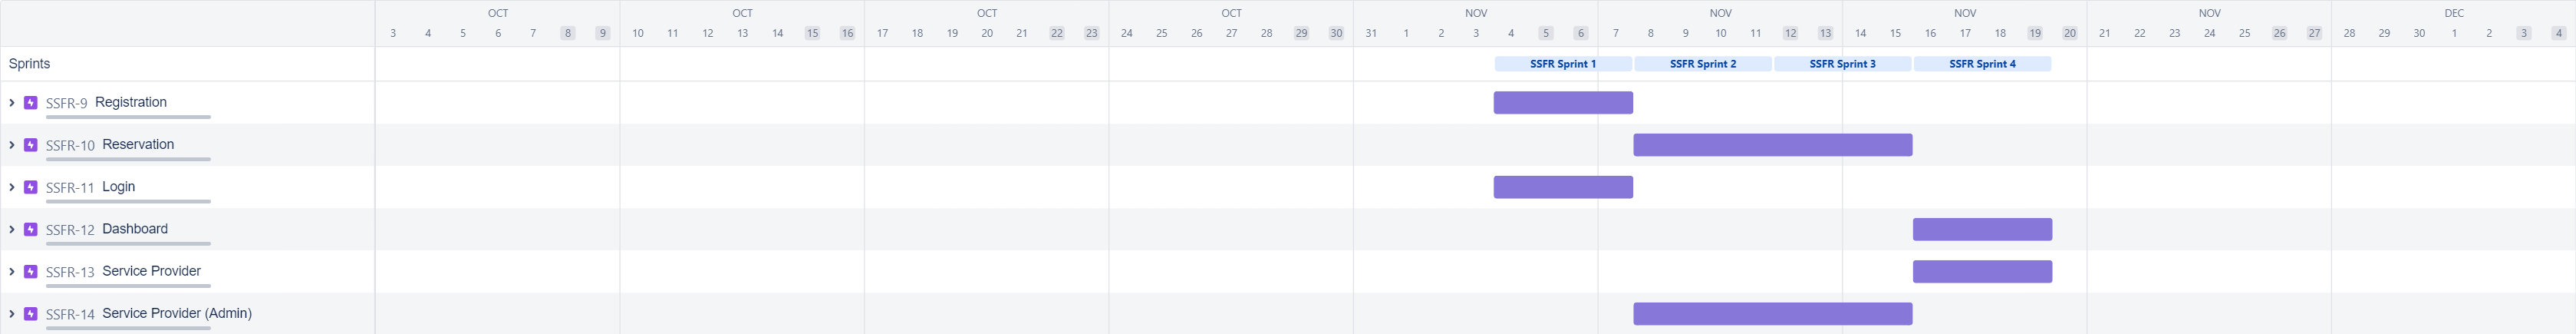 OCT OCT OCT OCT NOV NOV NOV NOV DEC
3 4 5 6 7 8 9 10 11 12 13 14 15 16 17 18 19 20 21 22 23 24 25 26 27 28 29 30 31 1 2 3 4 5 6 7 8 9 10 11 12 13 14 15 16 17 18 19 20 21 22 23 24 25 26 27 28 29 30 1 2 3 4
Sprints SSFR Sprint 1 SSFR Sprint 2 SSFR Sprint 3 SSFR Sprint 4
SSFR-9 Registration
SSFR-10 Reservation
SSFR-11 Login
SSFR-12 Dashboard
SSFR-13 Service Provider
SSFR-14 Service Provider (Admin)